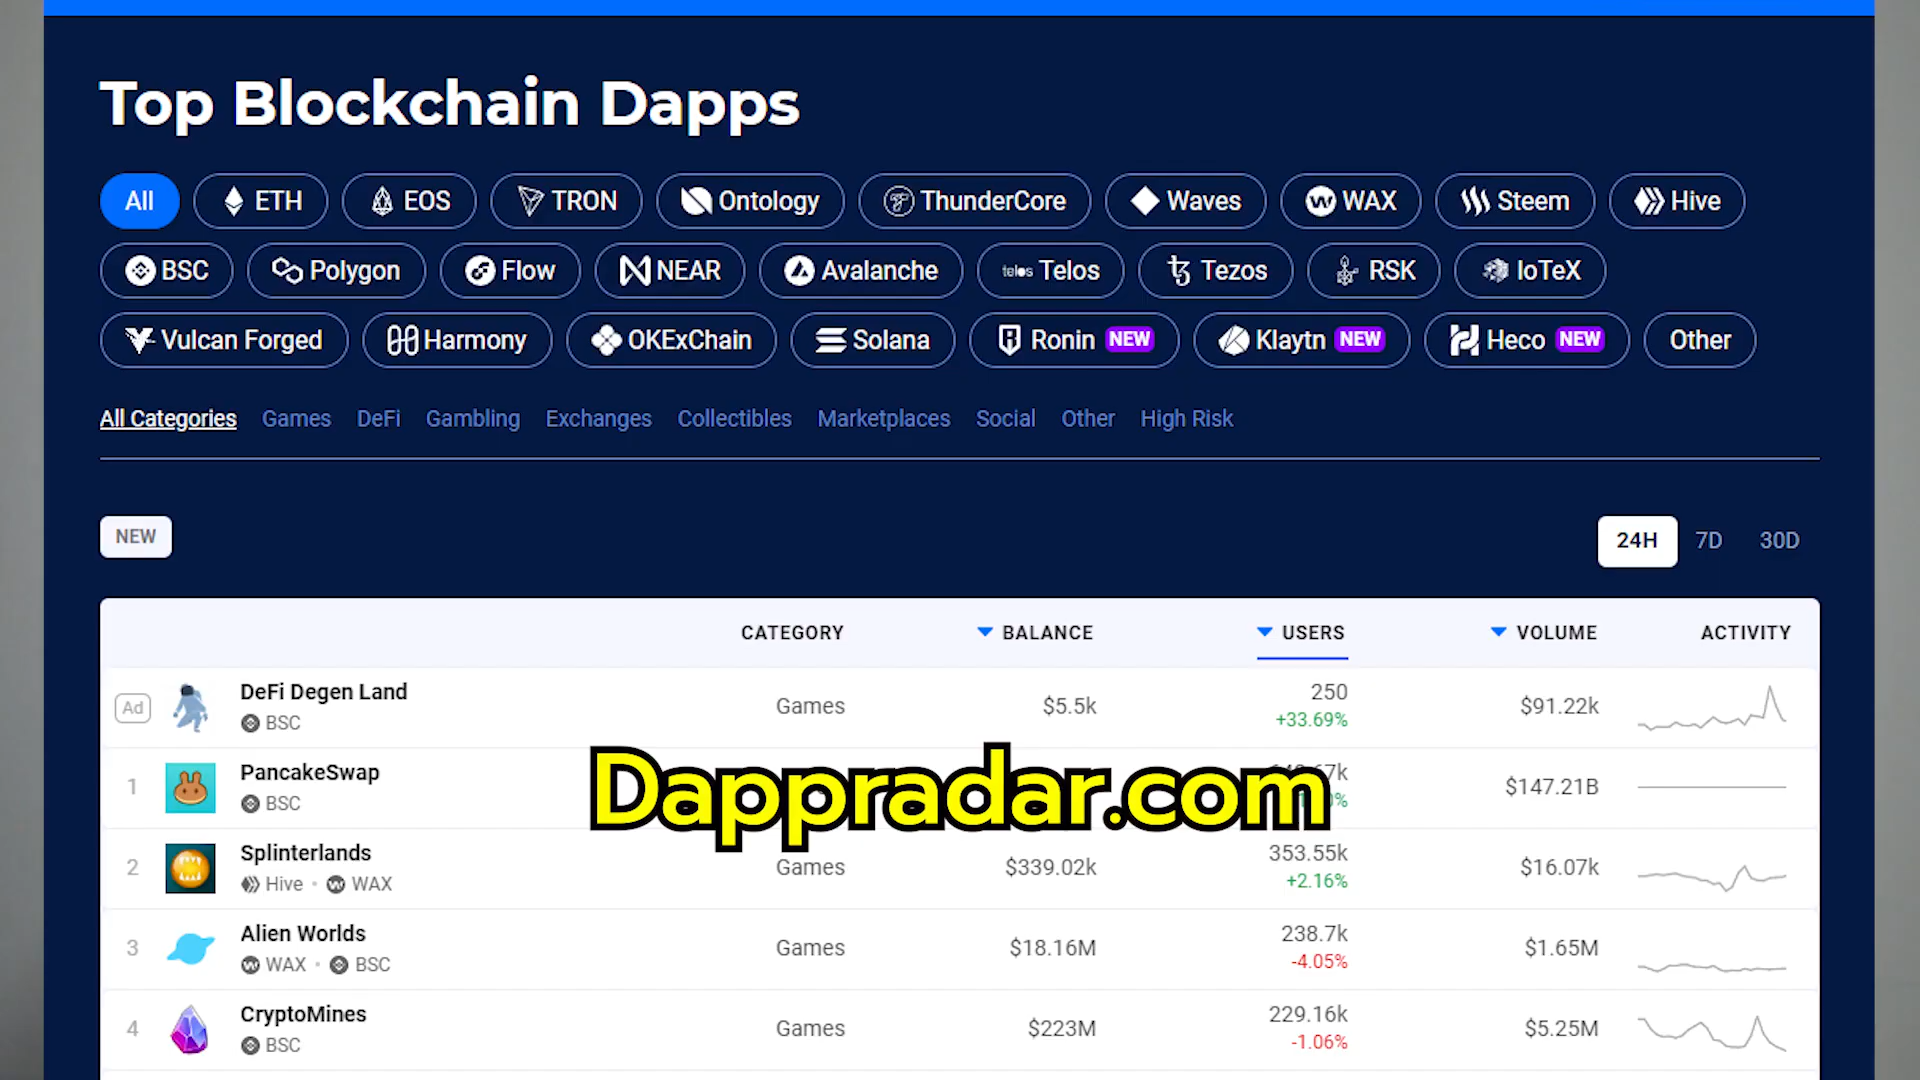 Top Blockchain Dapps
All ETH EOS TRON Ontology ThunderCore Waves WAX Steem Hive
BSC Polygon Flow NEAR Avalanche telos Telos Tezos RSK IoTeX
Vulcan Forged Harmony OKExChain Solana Ronin NEW Klaytn NEW Heco NEW Other
All Categories Games DeFi Gambling Exchanges Collectibles Marketplaces Social Other High Risk
NEW 24H 7D 30D
CATEGORY BALANCE USERS VOLUME ACTIVITY
Ad DeFi Degen Land Games $5.5k 250 $91.22k
BSC +33.69%
1 PancakeSwap $147.21B
BSC
Dappradar.com
2 Splinterlands Games $339.02k 353.55k $16.07k
Hive • WAX +2.16%
3 Alien Worlds Games $18.16M 238.7k $1.65M
WAX • BSC -4.05%
4 CryptoMines Games $223M 229.16k $5.25M
BSC -1.06%